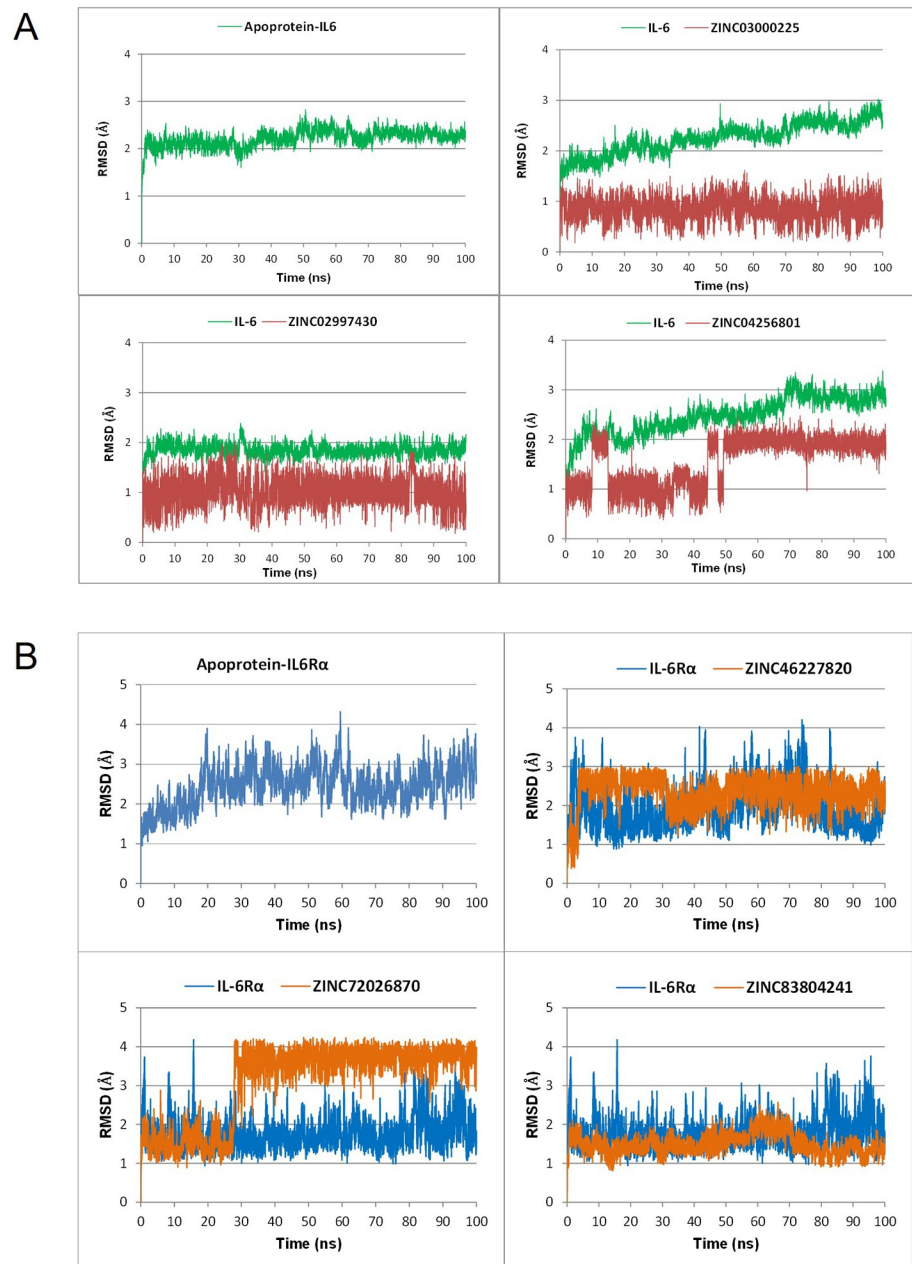 A
Apoprotein-IL6
RMSD (Å)
4
3
2
1
0
0 10 20 30 40 50 60 70 80 90 100
Time (ns)
IL-6 ZINC03000225
RMSD (Å)
4
3
2
1
0
0 10 20 30 40 50 60 70 80 90 100
Time (ns)
IL-6 ZINC02997430
RMSD (Å)
4
3
2
1
0
0 10 20 30 40 50 60 70 80 90 100
Time (ns)
IL-6 ZINC04256801
RMSD (Å)
4
3
2
1
0
0 10 20 30 40 50 60 70 80 90 100
Time (ns)
B
Apoprotein-IL6Rα
RMSD (Å)
5
4
3
2
1
0
0 10 20 30 40 50 60 70 80 90 100
Time (ns)
IL-6Rα ZINC46227820
RMSD (Å)
5
4
3
2
1
0
0 10 20 30 40 50 60 70 80 90 100
Time (ns)
IL-6Rα ZINC72026870
RMSD (Å)
5
4
3
2
1
0
0 10 20 30 40 50 60 70 80 90 100
Time (ns)
IL-6Rα ZINC83804241
RMSD (Å)
5
4
3
2
1
0
0 10 20 30 40 50 60 70 80 90 100
Time (ns)